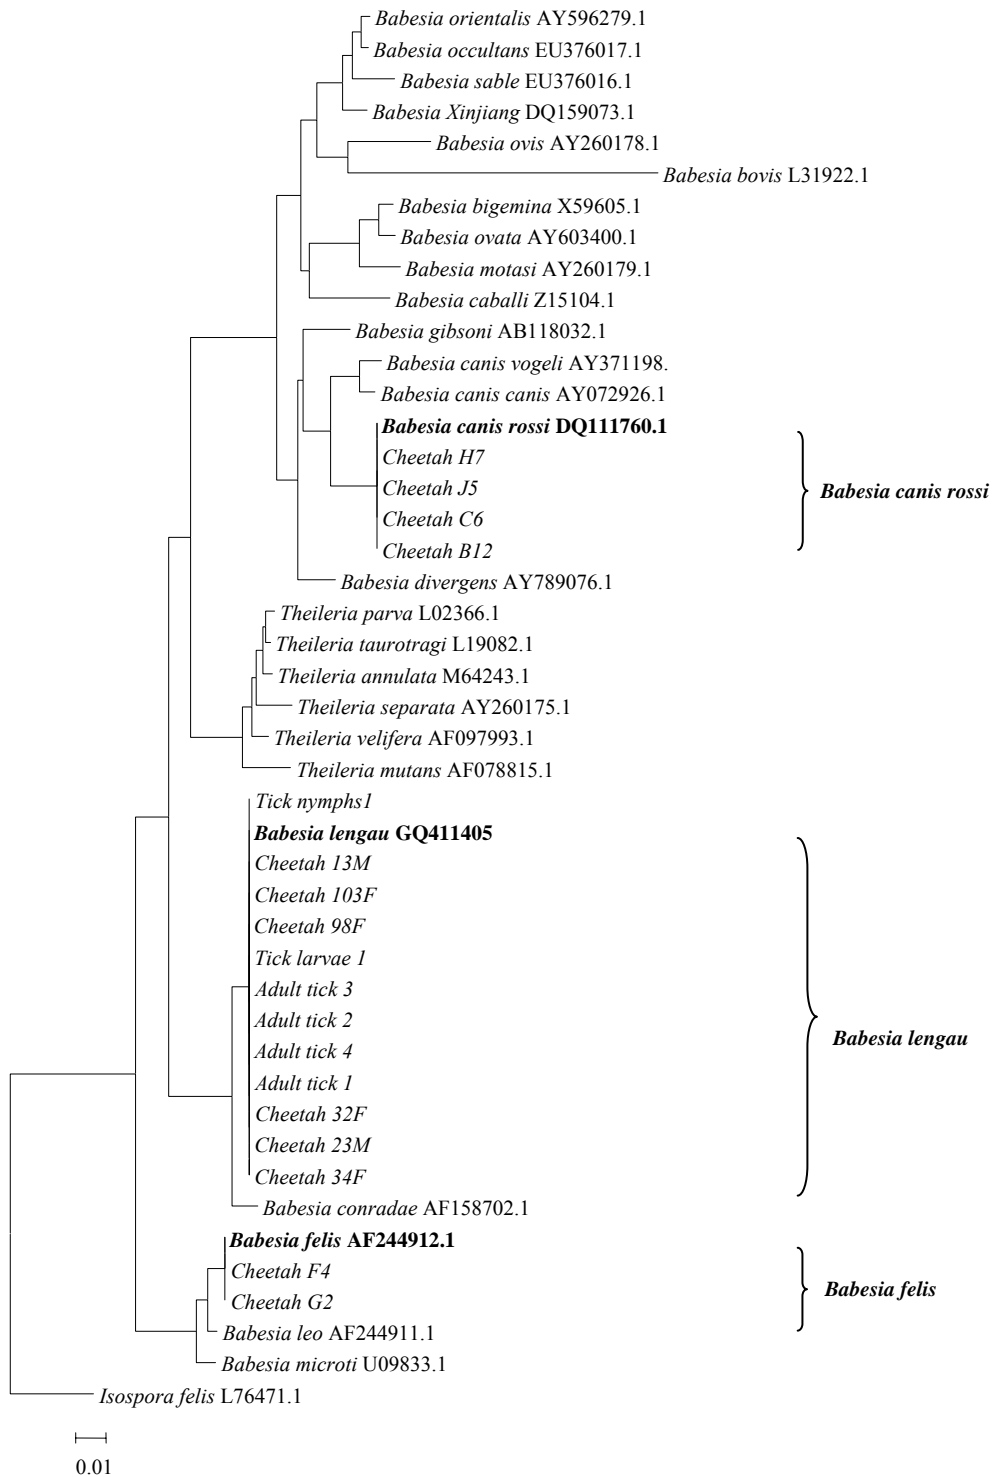 Babesia orientalis AY596279.1
Babesia occultans EU376017.1
Babesia sable EU376016.1
Babesia Xinjiang DQ159073.1
Babesia ovis AY260178.1
Babesia bovis L31922.1
Babesia bigemina X59605.1
Babesia ovata AY603400.1
Babesia motasi AY260179.1
Babesia caballi Z15104.1
Babesia gibsoni AB118032.1
Babesia canis vogeli AY371198.
Babesia canis canis AY072926.1
Babesia canis rossi DQ111760.1
Cheetah H7
Cheetah J5
Cheetah C6
Cheetah B12
Babesia canis rossi
Babesia divergens AY789076.1
Theileria parva L02366.1
Theileria taurotragi L19082.1
Theileria annulata M64243.1
Theileria separata AY260175.1
Theileria velifera AF097993.1
Theileria mutans AF078815.1
Tick nymphs1
Babesia lengau GQ411405
Cheetah 13M
Cheetah 103F
Cheetah 98F
Tick larvae 1
Adult tick 3
Adult tick 2
Adult tick 4
Adult tick 1
Cheetah 32F
Cheetah 23M
Cheetah 34F
Babesia lengau
Babesia conradae AF158702.1
Babesia felis AF244912.1
Cheetah F4
Cheetah G2
Babesia felis
Babesia leo AF244911.1
Babesia microti U09833.1
Isospora felis L76471.1
0.01